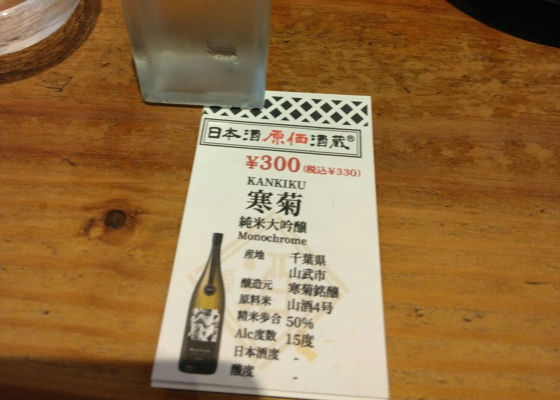 日本酒原価酒蔵®
¥300(税込¥330)
KANKIKU
寒菊
純米大吟醸
Monochrome
産地 千葉県
山武市
醸造元 寒菊銘醸
原料米 山酒4号
精米歩合 50%
Alc度数 15度
日本酒度 -
酸度 -